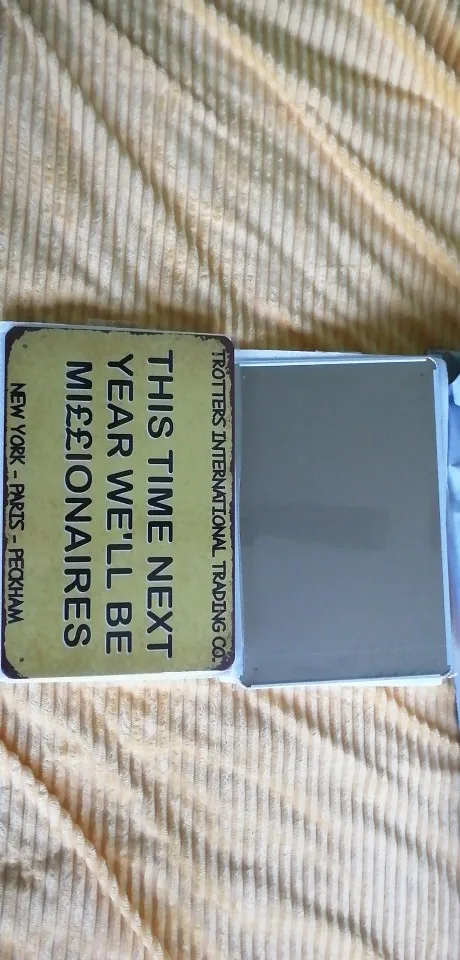 TROTTERS INTERNATIONAL TRADING CO.
THIS TIME NEXT
YEAR WE'LL BE
MI££IONAIRES
NEW YORK - PARIS - PECKHAM